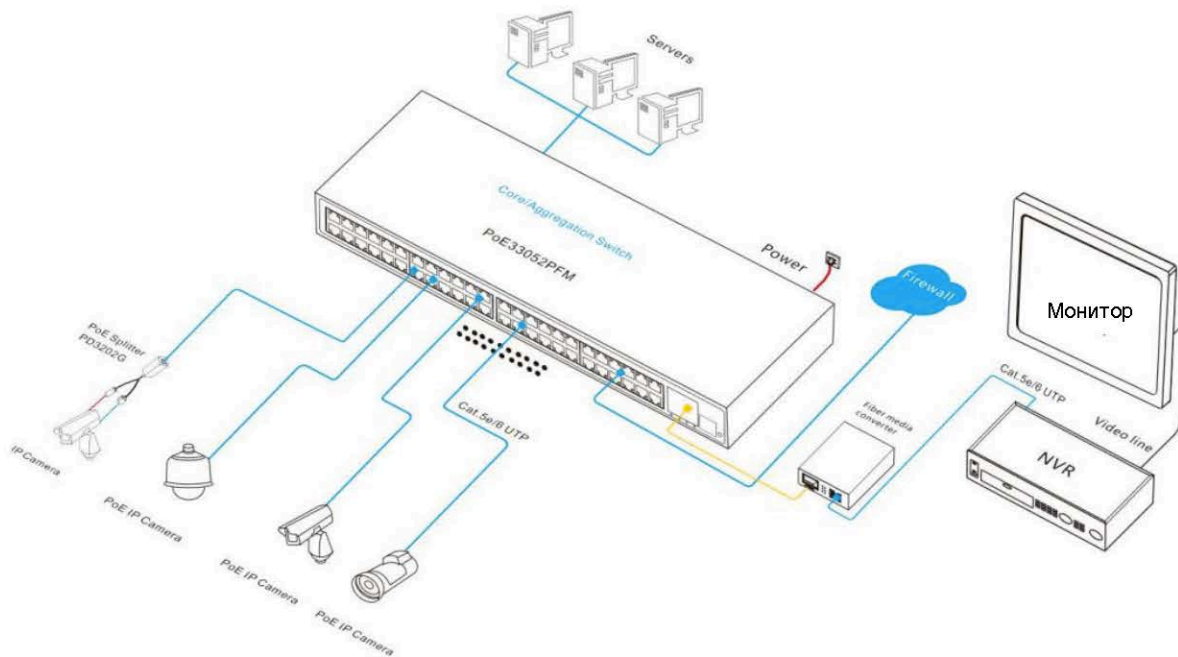 Servers
Core/Aggregation Switch
PoE33052PFM
Power
Firewall
Монитор
PoE Splitter
PD3202G
IP Camera
PoE IP Camera
PoE IP Camera
PoE IP Camera
Cat.5e/6 UTP
Fiber media
converter
Cat.5e/6 UTP
Video line
NVR